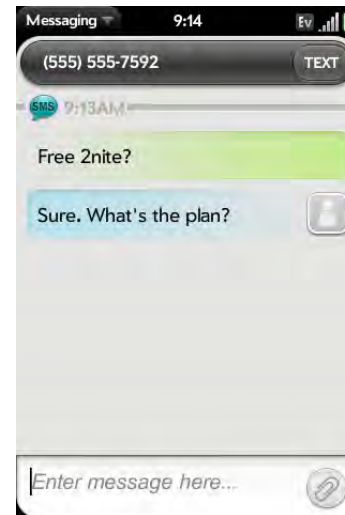 Messaging 9:14 Ev
(555) 555-7592 TEXT
SMS 9:13AM
Free 2nite?
Sure. What's the plan?
Enter message here...